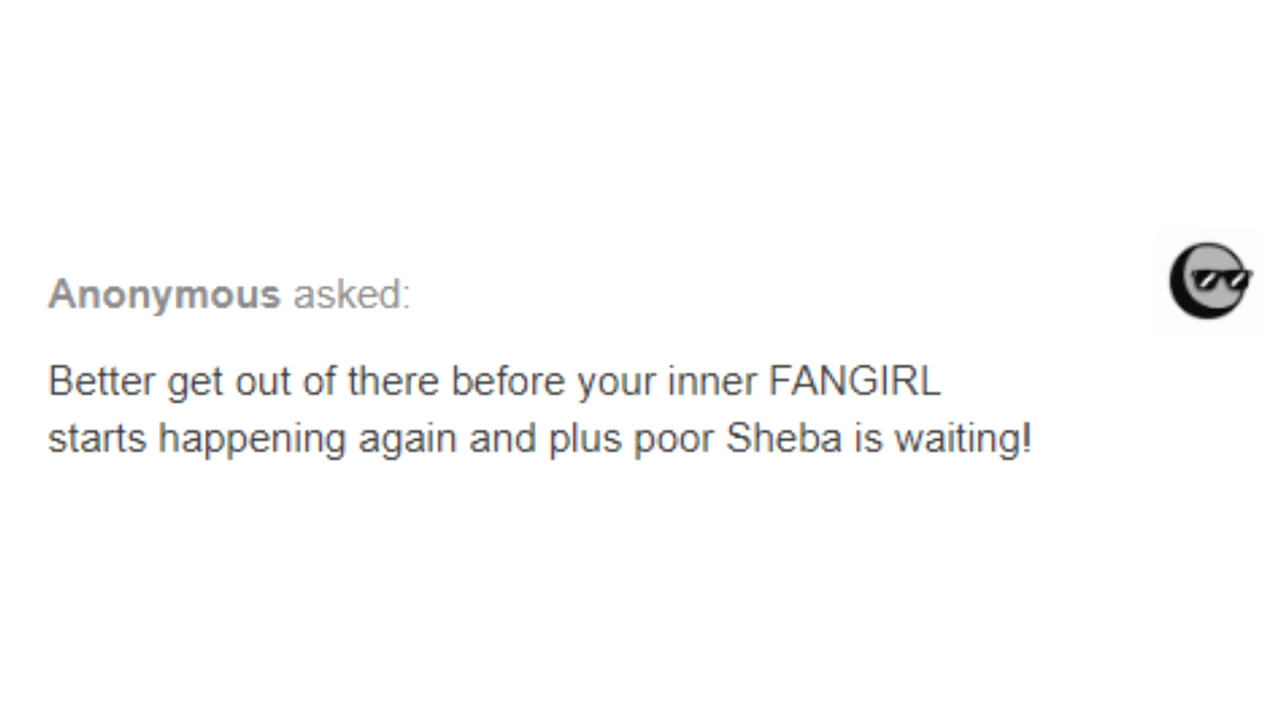 Anonymous asked:
Better get out of there before your inner FANGIRL
starts happening again and plus poor Sheba is waiting!